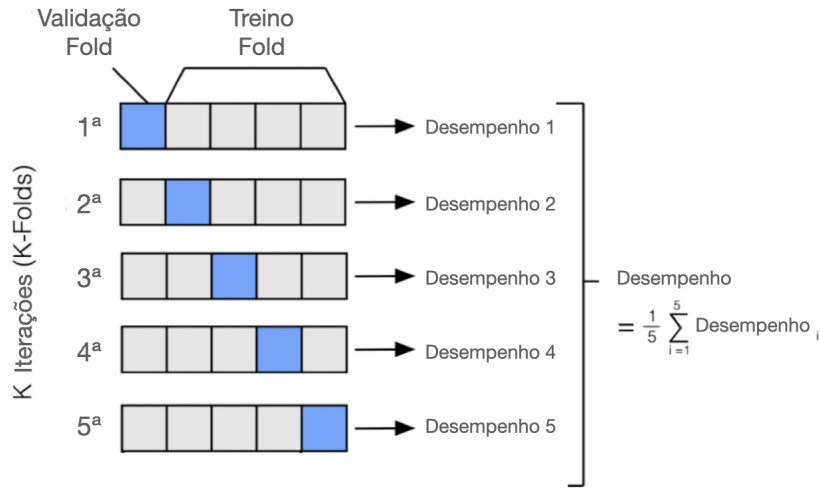 Validação
Fold
Treino
Fold
K Iterações (K-Folds)
1ª
Desempenho 1
2ª
Desempenho 2
3ª
Desempenho 3
4ª
Desempenho 4
5ª
Desempenho 5
Desempenho
= 1/5 5 ∑ i=1 Desempenho i